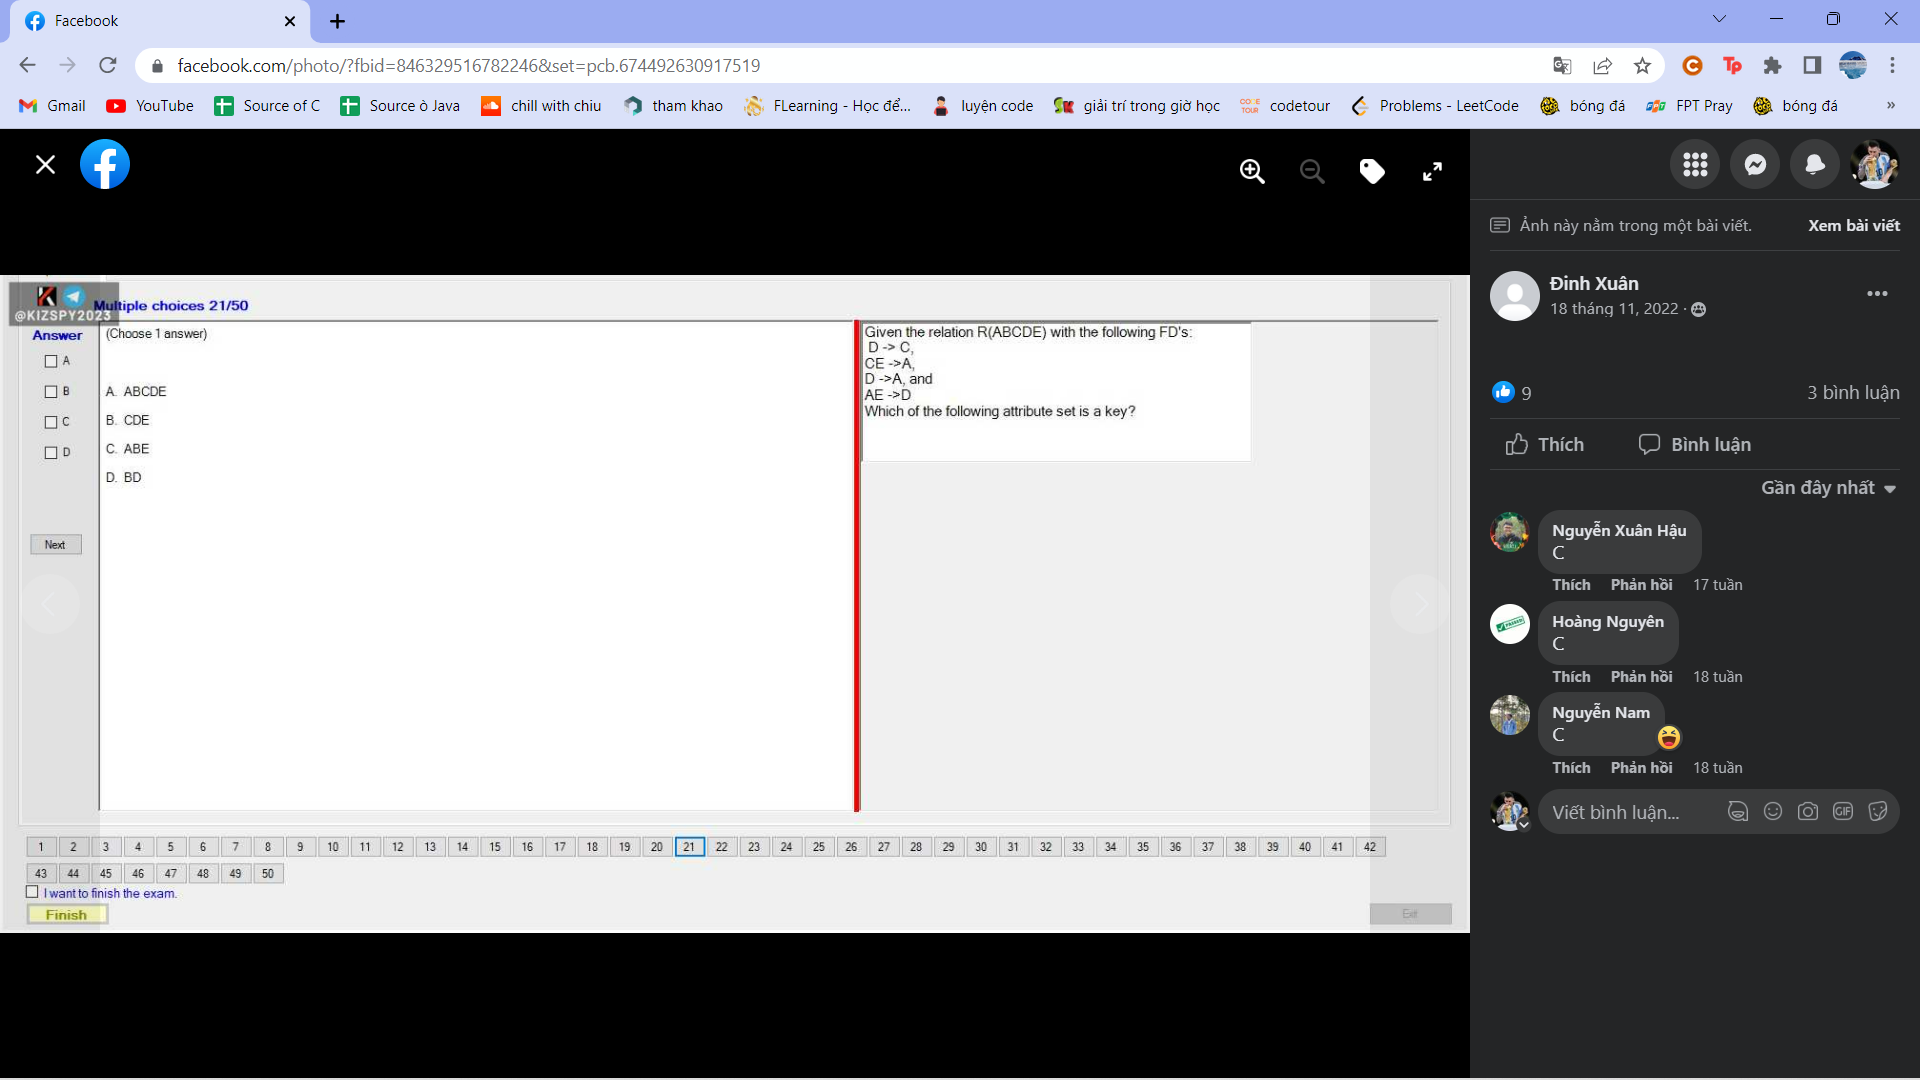 Facebook
facebook.com/photo/?fbid=846329516782246&set=pcb.674492630917519
Gmail
YouTube
Source of C
Source ò Java
chill with chiu
tham khao
FLearning - Học để...
luyện code
giải trí trong giờ học
codetour
Problems - LeetCode
bóng đá
FPT Pray
bóng đá
»
Ảnh này nằm trong một bài viết.
Xem bài viết
Đinh Xuân
18 tháng 11, 2022 ·
9
3 bình luận
Thích
Bình luận
Gần đây nhất
Nguyễn Xuân Hậu
C
Thích Phản hồi 17 tuần
Hoàng Nguyên
C
Thích Phản hồi 18 tuần
Nguyễn Nam
C
Thích Phản hồi 18 tuần
Viết bình luận...
GIF
@KIZSPY2023
Multiple choices 21/50
Answer
A
B
C
D
Next
(Choose 1 answer)
A. ABCDE
B. CDE
C. ABE
D. BD
Given the relation R(ABCDE) with the following FD's:
D -> C,
CE ->A,
D ->A, and
AE ->D
Which of the following attribute set is a key?
1 2 3 4 5 6 7 8 9 10 11 12 13 14 15 16 17 18 19 20 21 22 23 24 25 26 27 28 29 30 31 32 33 34 35 36 37 38 39 40 41 42
43 44 45 46 47 48 49 50
I want to finish the exam.
Finish
Exit